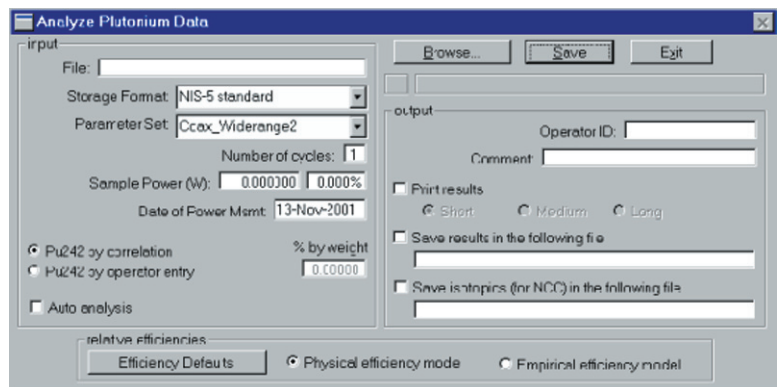 Analyze Plutonium Data
input
File:
Storage Format: NIS-5 standard
Parameter Set: Ccax_Widerange2
Number of cycles: 1
Sample Power (W): 0.000000 0.000%
Date of Power Msmt: 13-Nov-2001
Pu242 by correlation
Pu242 by operator entry
% by weight
0.00000
Auto analysis
Browse... Save Exit
output
Operator ID:
Comment:
Print results
Short Medium Long
Save results in the following file
Save isotopics (for NCC) in the following file
relative efficiencies
Efficiency Defauts Physical efficiency mode Empirical efficiency model